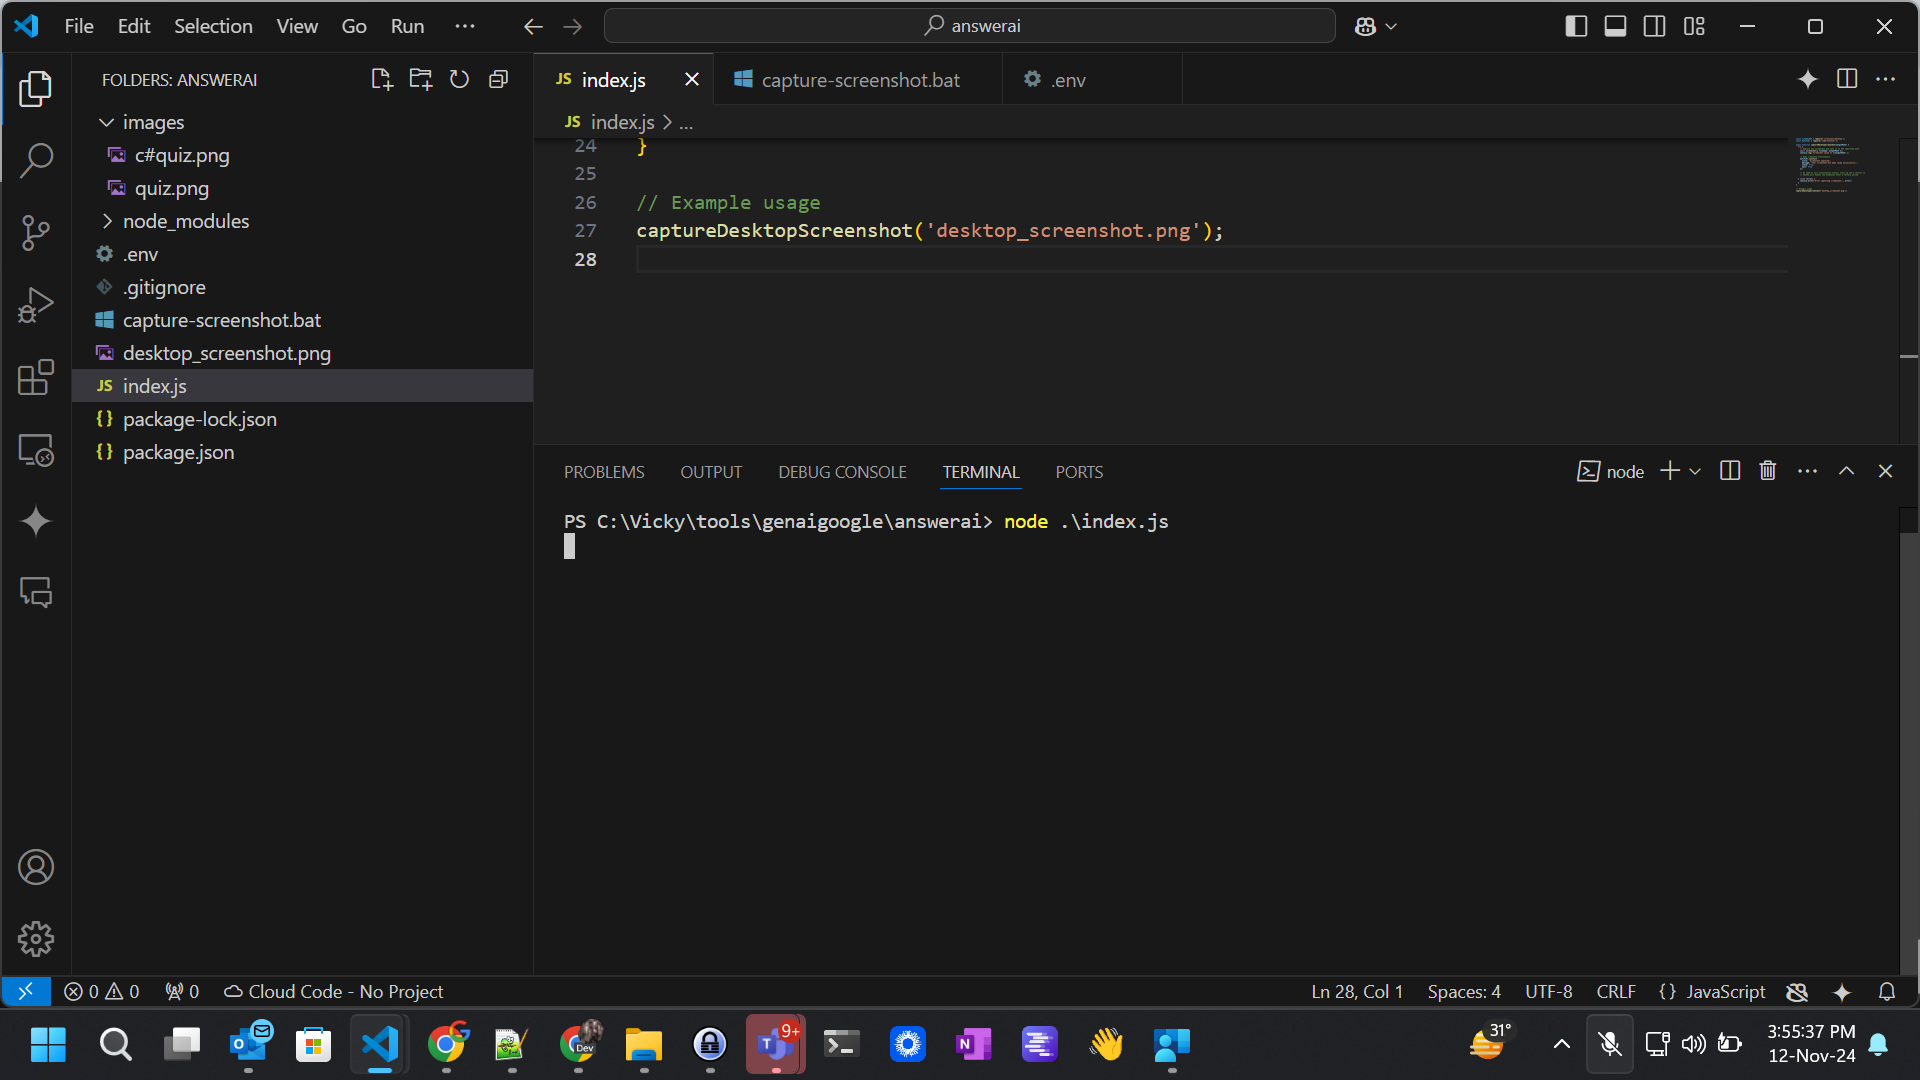 File Edit Selection View Go Run
answerai
FOLDERS: ANSWERAI
images
c#quiz.png
quiz.png
node_modules
.env
.gitignore
capture-screenshot.bat
desktop_screenshot.png
JS index.js
{} package-lock.json
{} package.json
JS index.js
capture-screenshot.bat
.env
JS index.js > ...
24 }
25
26 // Example usage
27 captureDesktopScreenshot('desktop_screenshot.png');
28
PROBLEMS OUTPUT DEBUG CONSOLE TERMINAL PORTS
node
PS C:\Vicky\tools\genaigoogle\answerai> node .\index.js
0 0 0 Cloud Code - No Project
Ln 28, Col 1 Spaces: 4 UTF-8 CRLF {} JavaScript
Dev
9+
31°
3:55:37 PM
12-Nov-24